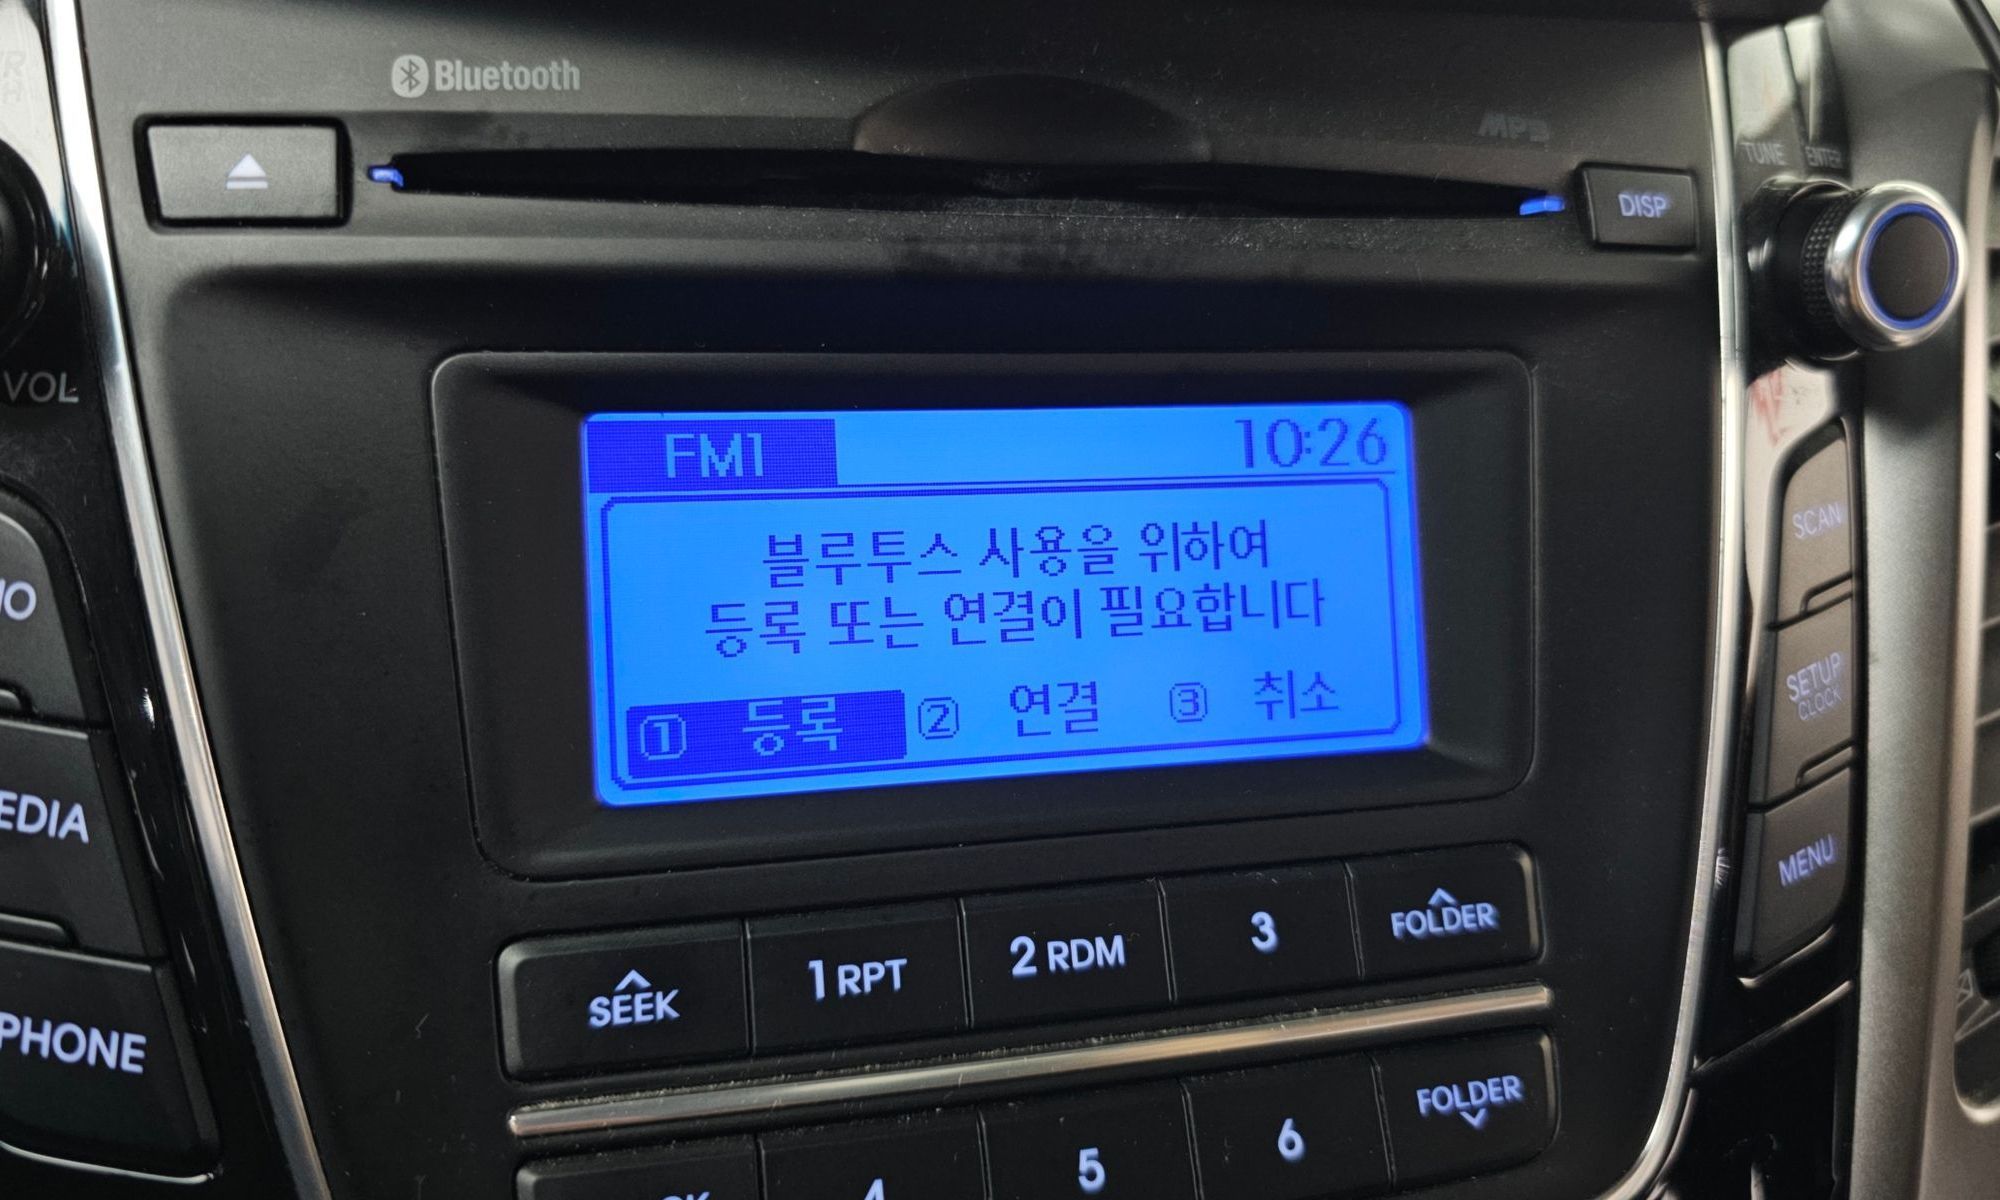 Bluetooth
MP3
TUNE
ENTER
DISP
VOL
FM1
10:26
블루투스 사용을 위하여
등록 또는 연결이 필요합니다
① 등록 ② 연결 ③ 취소
SCAN
SETUP
CLOCK
MENU
PHONE
SEEK
1 RPT
2 RDM
3
FOLDER
4
5
6
FOLDER